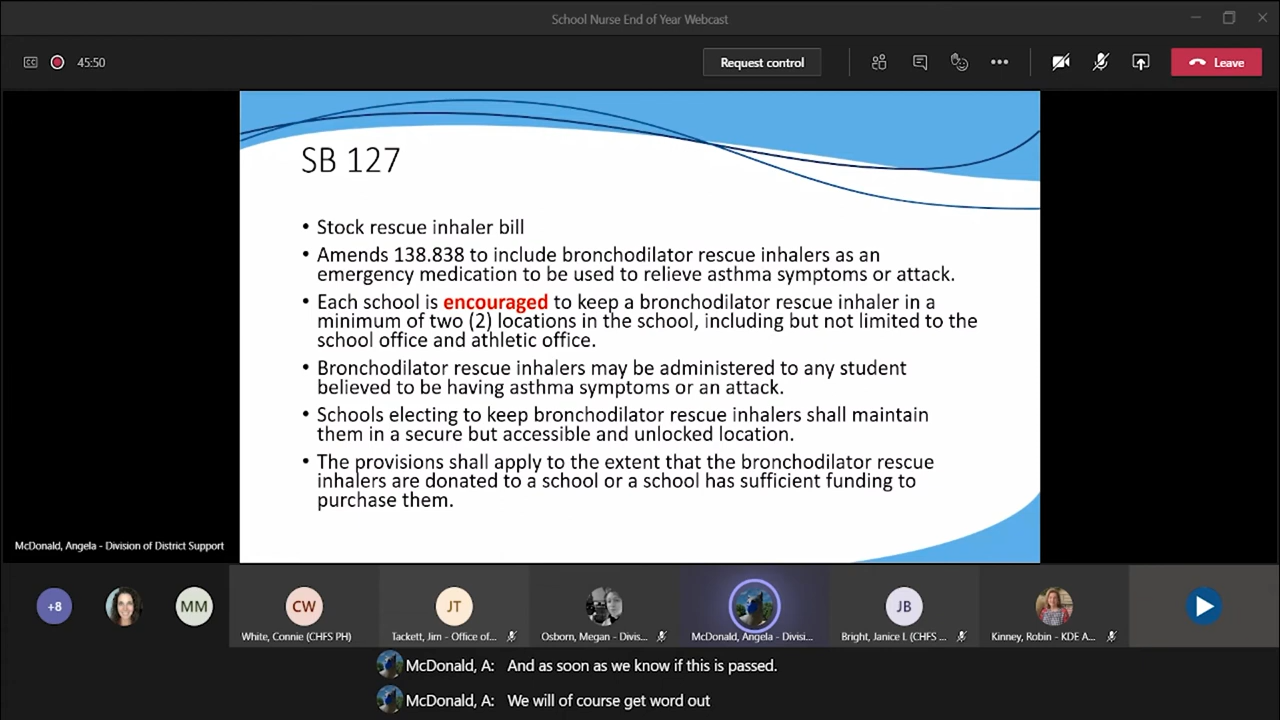 School Nurse End of Year Webcast
CC
45:50
Request control
Leave
SB 127
• Stock rescue inhaler bill
• Amends 138.838 to include bronchodilator rescue inhalers as an
emergency medication to be used to relieve asthma symptoms or attack.
• Each school is encouraged to keep a bronchodilator rescue inhaler in a
minimum of two (2) locations in the school, including but not limited to the
school office and athletic office.
• Bronchodilator rescue inhalers may be administered to any student
believed to be having asthma symptoms or an attack.
• Schools electing to keep bronchodilator rescue inhalers shall maintain
them in a secure but accessible and unlocked location.
• The provisions shall apply to the extent that the bronchodilator rescue
inhalers are donated to a school or a school has sufficient funding to
purchase them.
McDonald, Angela - Division of District Support
+8
MM
CW
JT
JB
White, Connie (CHFS PH)
Tackett, Jim - Office of...
Osborn, Megan - Divis...
McDonald, Angela - Divisi...
Bright, Janice L (CHFS ...
Kinney, Robin - KDE A...
McDonald, A: And as soon as we know if this is passed.
McDonald, A: We will of course get word out